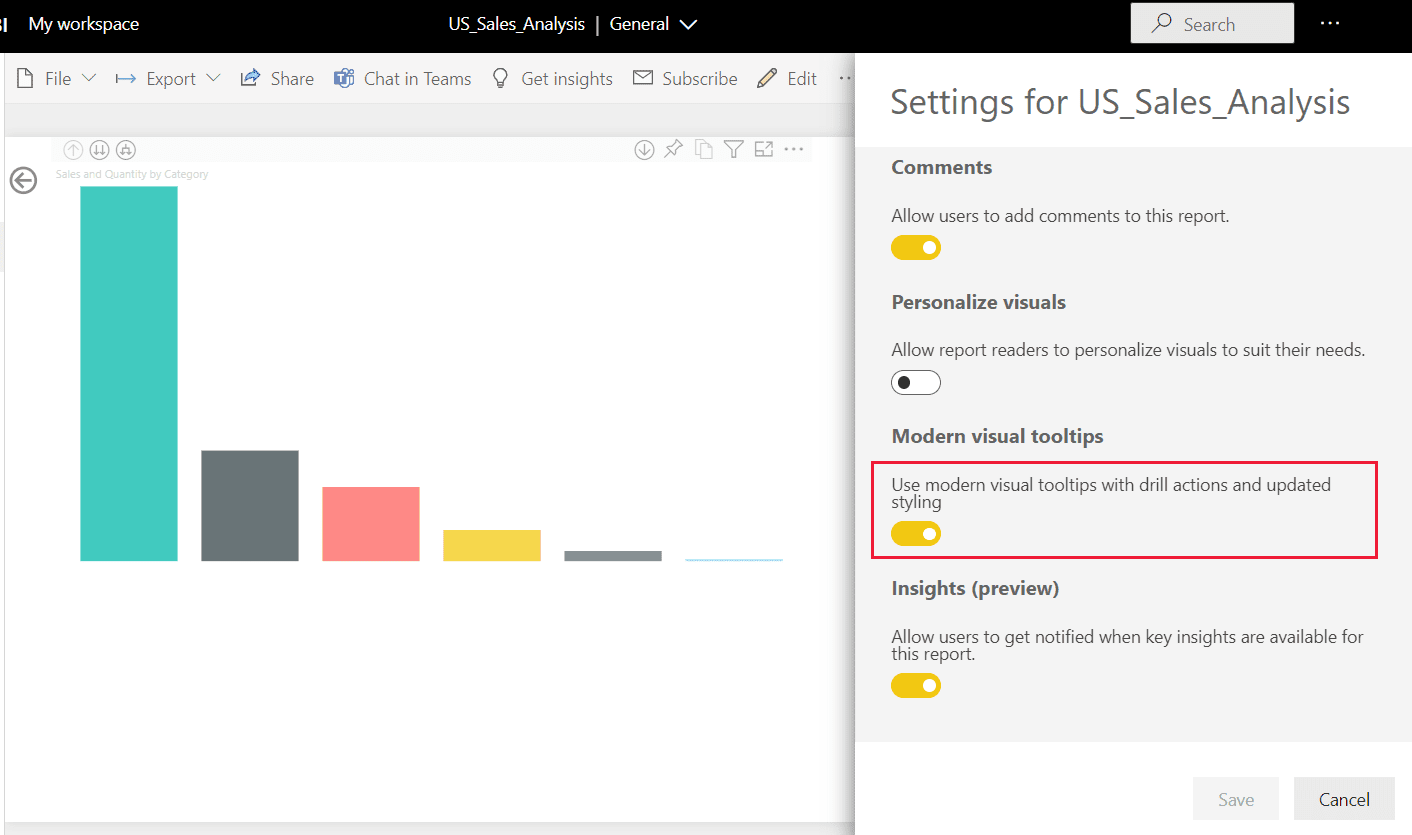 BI My workspace US_Sales_Analysis | General Search ...
File Export Share Chat in Teams Get insights Subscribe Edit
Sales and Quantity by Category
Settings for US_Sales_Analysis
Comments
Allow users to add comments to this report.
Personalize visuals
Allow report readers to personalize visuals to suit their needs.
Modern visual tooltips
Use modern visual tooltips with drill actions and updated
styling
Insights (preview)
Allow users to get notified when key insights are available for
this report.
Save Cancel